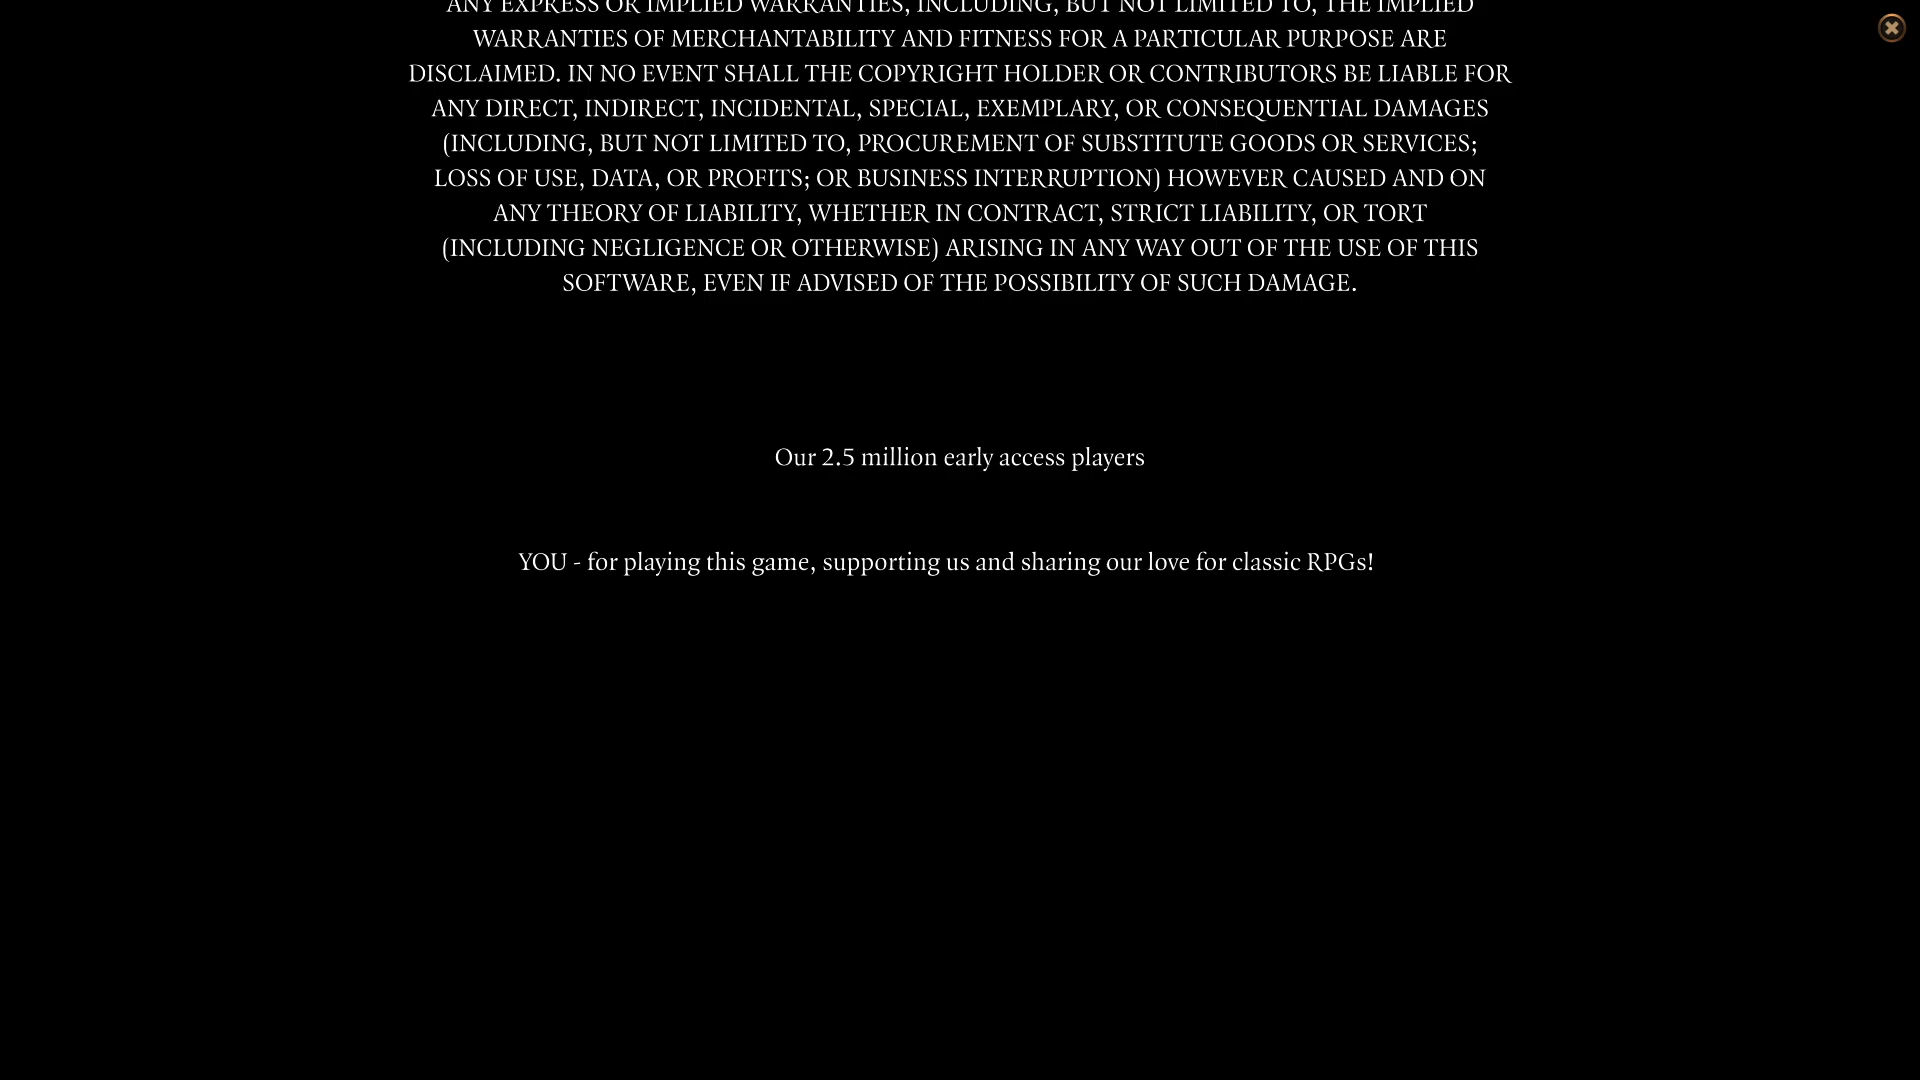 ANY EXPRESS OR IMPLIED WARRANTIES, INCLUDING, BUT NOT LIMITED TO, THE IMPLIED
WARRANTIES OF MERCHANTABILITY AND FITNESS FOR A PARTICULAR PURPOSE ARE
DISCLAIMED. IN NO EVENT SHALL THE COPYRIGHT HOLDER OR CONTRIBUTORS BE LIABLE FOR
ANY DIRECT, INDIRECT, INCIDENTAL, SPECIAL, EXEMPLARY, OR CONSEQUENTIAL DAMAGES
(INCLUDING, BUT NOT LIMITED TO, PROCUREMENT OF SUBSTITUTE GOODS OR SERVICES;
LOSS OF USE, DATA, OR PROFITS; OR BUSINESS INTERRUPTION) HOWEVER CAUSED AND ON
ANY THEORY OF LIABILITY, WHETHER IN CONTRACT, STRICT LIABILITY, OR TORT
(INCLUDING NEGLIGENCE OR OTHERWISE) ARISING IN ANY WAY OUT OF THE USE OF THIS
SOFTWARE, EVEN IF ADVISED OF THE POSSIBILITY OF SUCH DAMAGE.
Our 2.5 million early access players
YOU - for playing this game, supporting us and sharing our love for classic RPGs!